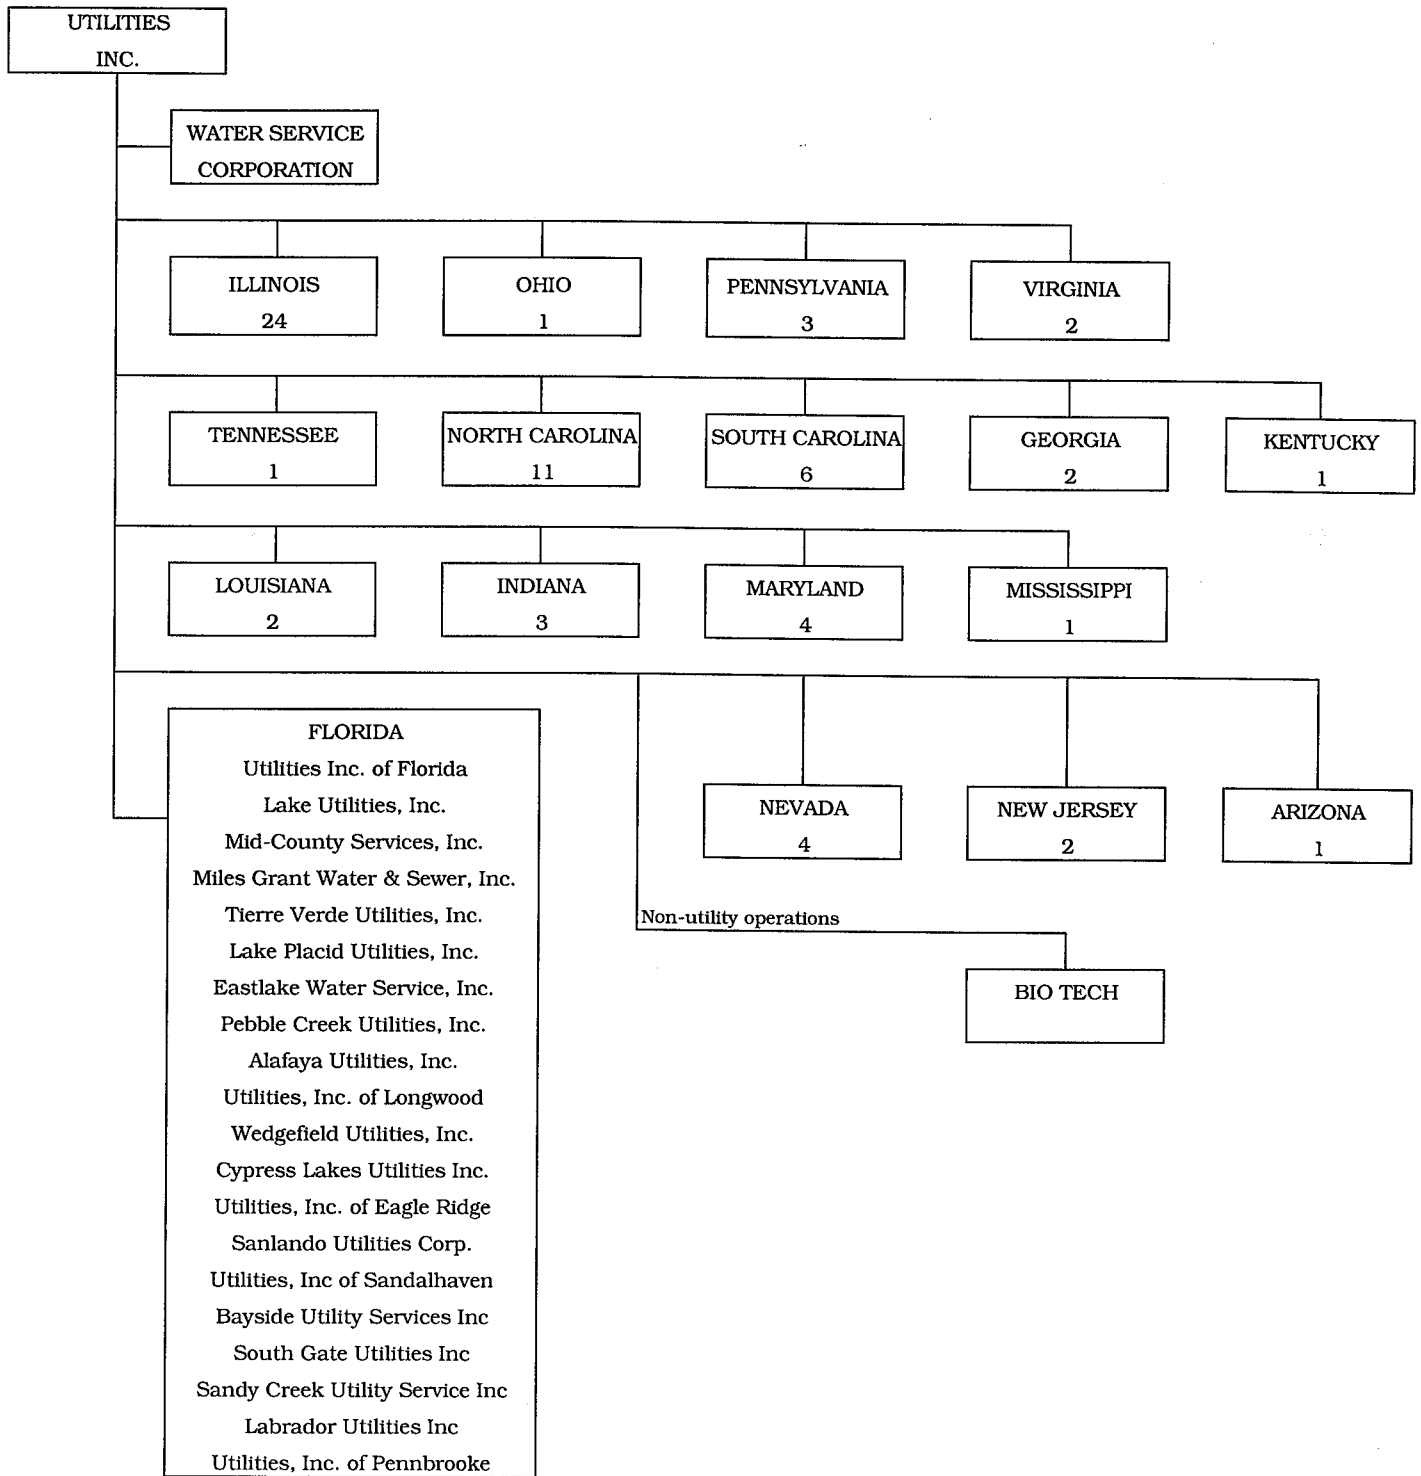 UTILITIES
INC.
WATER SERVICE
CORPORATION
ILLINOIS
24
OHIO
1
PENNSYLVANIA
3
VIRGINIA
2
TENNESSEE
1
NORTH CAROLINA
11
SOUTH CAROLINA
6
GEORGIA
2
KENTUCKY
1
LOUISIANA
2
INDIANA
3
MARYLAND
4
MISSISSIPPI
1
FLORIDA
Utilities Inc. of Florida
Lake Utilities, Inc.
Mid-County Services, Inc.
Miles Grant Water & Sewer, Inc.
Tierre Verde Utilities, Inc.
Lake Placid Utilities, Inc.
Eastlake Water Service, Inc.
Pebble Creek Utilities, Inc.
Alafaya Utilities, Inc.
Utilities, Inc. of Longwood
Wedgefield Utilities, Inc.
Cypress Lakes Utilities Inc.
Utilities, Inc. of Eagle Ridge
Sanlando Utilities Corp.
Utilities, Inc of Sandalhaven
Bayside Utility Services Inc
South Gate Utilities Inc
Sandy Creek Utility Service Inc
Labrador Utilities Inc
Utilities, Inc. of Pennbrooke
NEVADA
4
NEW JERSEY
2
ARIZONA
1
Non-utility operations
BIO TECH